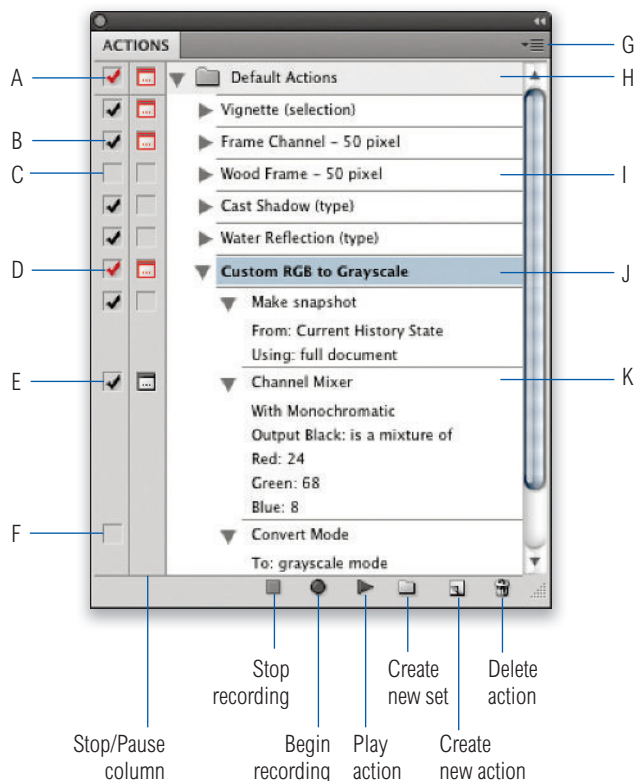 ACTIONS
G
A
Default Actions
H
Vignette (selection)
B
Frame Channel – 50 pixel
C
Wood Frame – 50 pixel
I
Cast Shadow (type)
Water Reflection (type)
D
Custom RGB to Grayscale
J
Make snapshot
From: Current History State
Using: full document
E
Channel Mixer
K
With Monochromatic
Output Black: is a mixture of
Red: 24
Green: 68
Blue: 8
F
Convert Mode
To: grayscale mode
Stop
recording
Create
new set
Delete
action
Stop/Pause
column
Begin
recording
Play
action
Create
new action